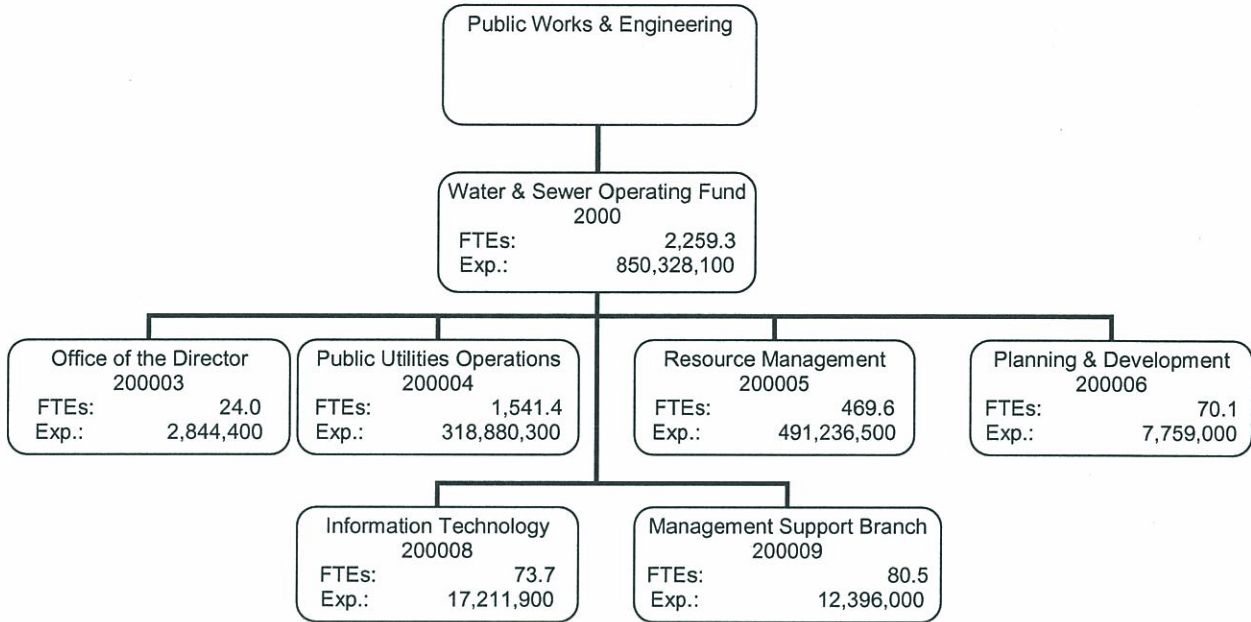 Public Works & Engineering
Water & Sewer Operating Fund
2000
FTEs: 2,259.3
Exp.: 850,328,100
Office of the Director
200003
FTEs: 24.0
Exp.: 2,844,400
Public Utilities Operations
200004
FTEs: 1,541.4
Exp.: 318,880,300
Resource Management
200005
FTEs: 469.6
Exp.: 491,236,500
Planning & Development
200006
FTEs: 70.1
Exp.: 7,759,000
Information Technology
200008
FTEs: 73.7
Exp.: 17,211,900
Management Support Branch
200009
FTEs: 80.5
Exp.: 12,396,000